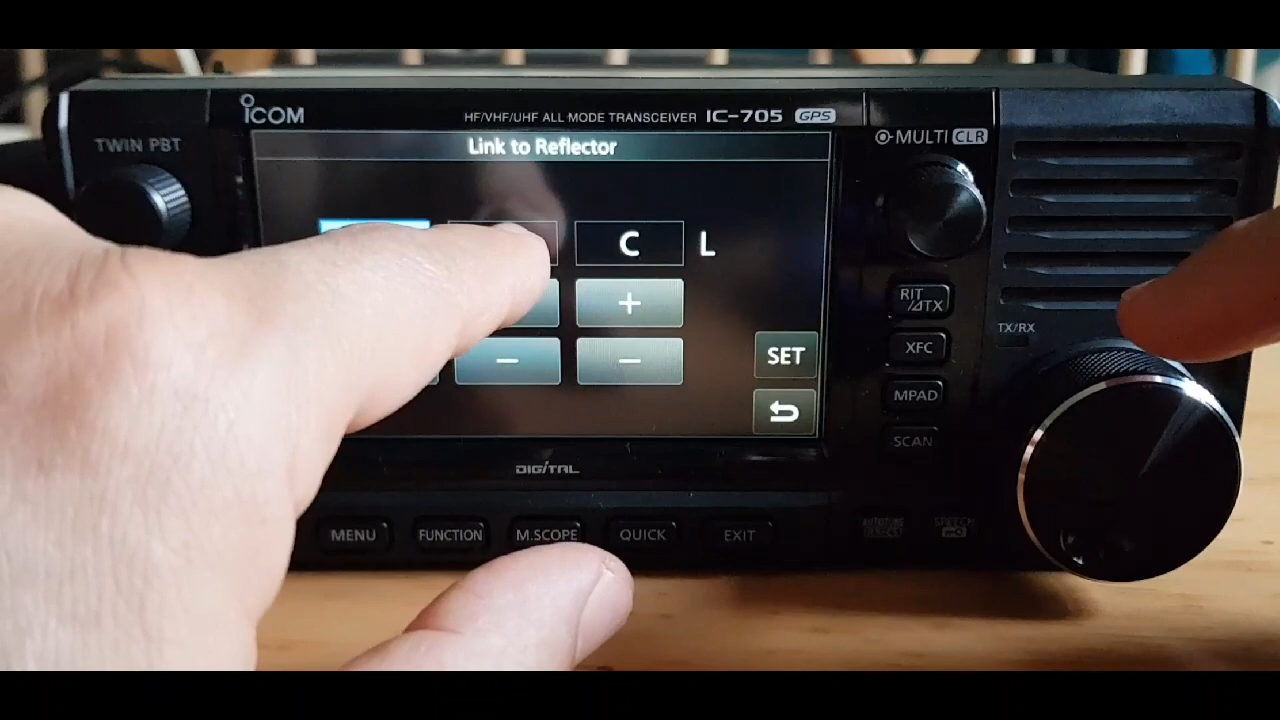 ICOM
HF/VHF/UHF ALL MODE TRANSCEIVER IC-705 GPS
TWIN PBT
MULTI CLR
Link to Reflector
C L
+
− −
SET
RIT
/⊿TX
TX/RX
XFC
MPAD
SCAN
DIGITAL
MENU FUNCTION M.SCOPE QUICK EXIT
SPEECH